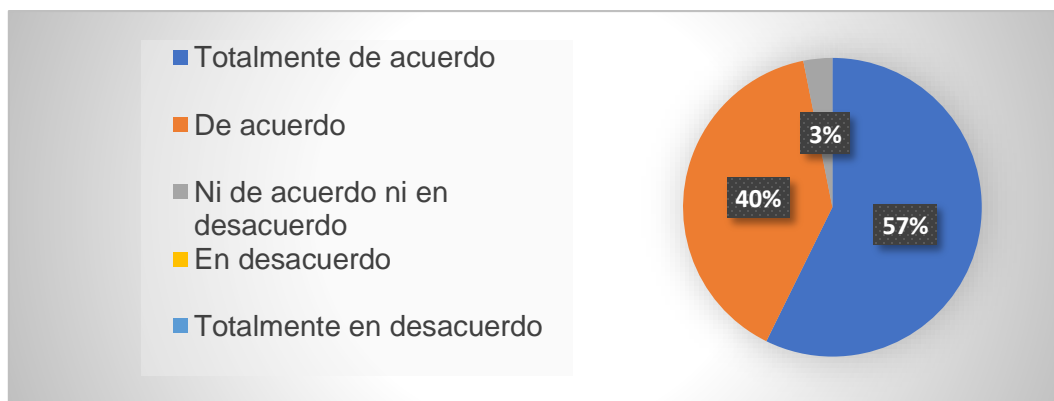 Totalmente de acuerdo
De acuerdo
Ni de acuerdo ni en
desacuerdo
En desacuerdo
Totalmente en desacuerdo
3%
40%
57%